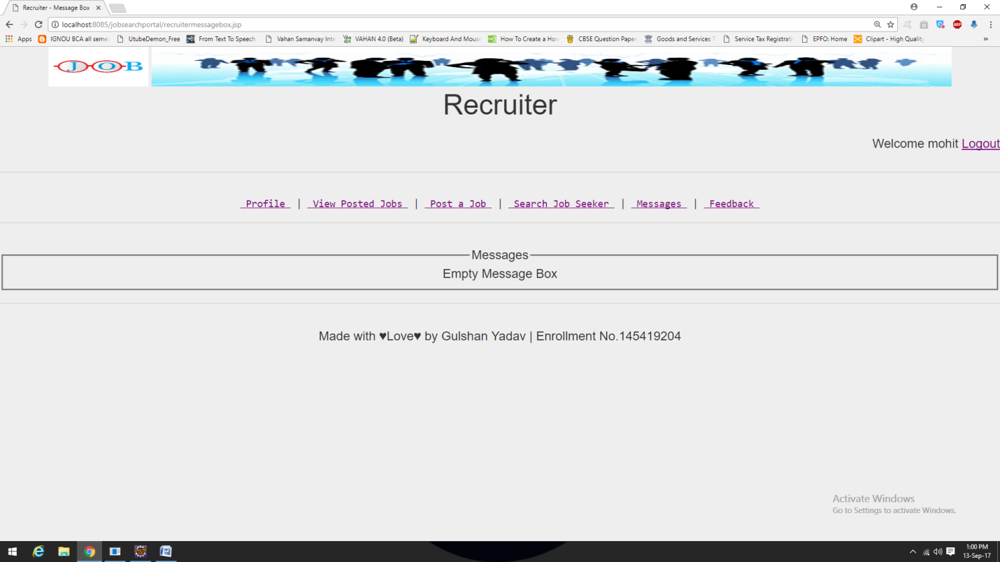 Recruiter - Message Box
localhost:8085/jobsearchportal/recruitermessagebox.jsp
Apps IGNOU BCA all semes UtubeDemon_Free From Text To Speech Vahan Samanvay Inte VAHAN 4.0 (Beta) Keyboard And Mouse How To Create a How CBSE Question Paper Goods and Services T Service Tax Registrati EPFO: Home Clipart - High Quality »
JOB
Recruiter
Welcome mohit Logout
Profile | View Posted Jobs | Post a Job | Search Job Seeker | Messages | Feedback
Messages
Empty Message Box
Made with ♥Love♥ by Gulshan Yadav | Enrollment No.145419204
Activate Windows
Go to Settings to activate Windows.
1:00 PM
13-Sep-17